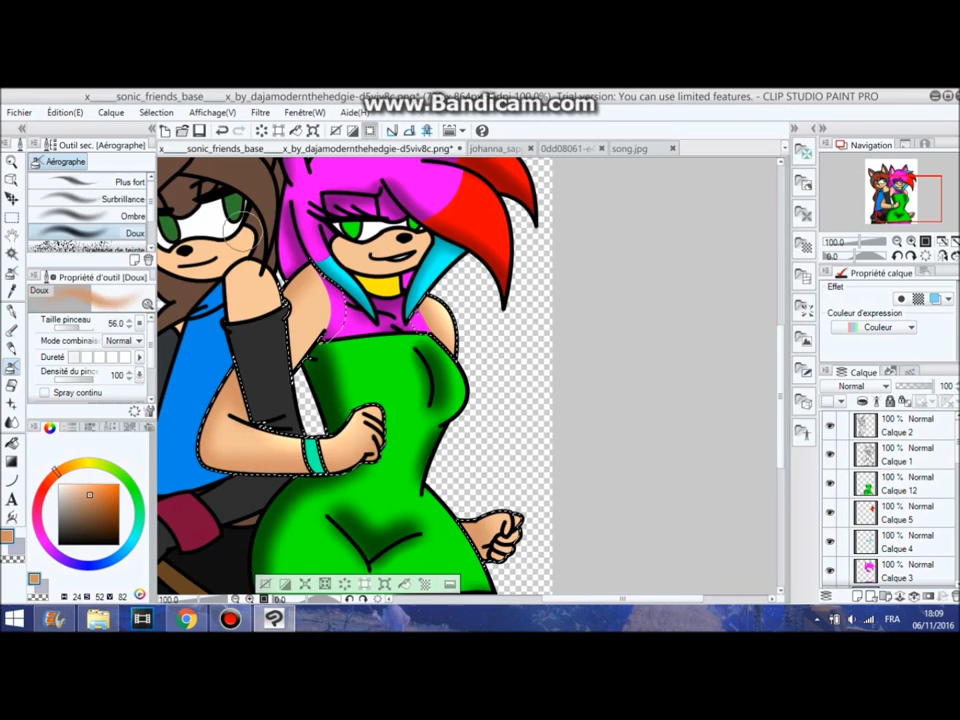 x____sonic_friends_base____x_by_dajamodernthehedgie-d5viv8c.png* (7
Trial version: You can use limited features. - CLIP STUDIO PAINT PRO
www.Bandicam.com
Fichier Édition(E) Calque Sélection Affichage(V) Filtre Fenêtre(W) Aide(H)
Outil sec. [Aérographe]
x____sonic_friends_base____x_by_dajamodernthehedgie-d5viv8c.png* johanna_sap 0dd08061-e song.jpg
Navigation
Aérographe
Plus fort
Surbrillance
Ombre
Doux
100.0
0.0
Propriété d'outil [Doux]
Propriété calque
Doux
Effet
Taille pinceau 56.0
Couleur d'expression
Mode combinai Normal
Couleur
Dureté
Densité du pince 100
Calque
Spray continu
Normal 100
100 % Normal
Calque 2
100 % Normal
Calque 1
100 % Normal
Calque 12
100 % Normal
Calque 5
100 % Normal
Calque 4
100 % Normal
Calque 3
H 24 S 52 V 82
100.0 0.0
FRA
18:09
06/11/2016